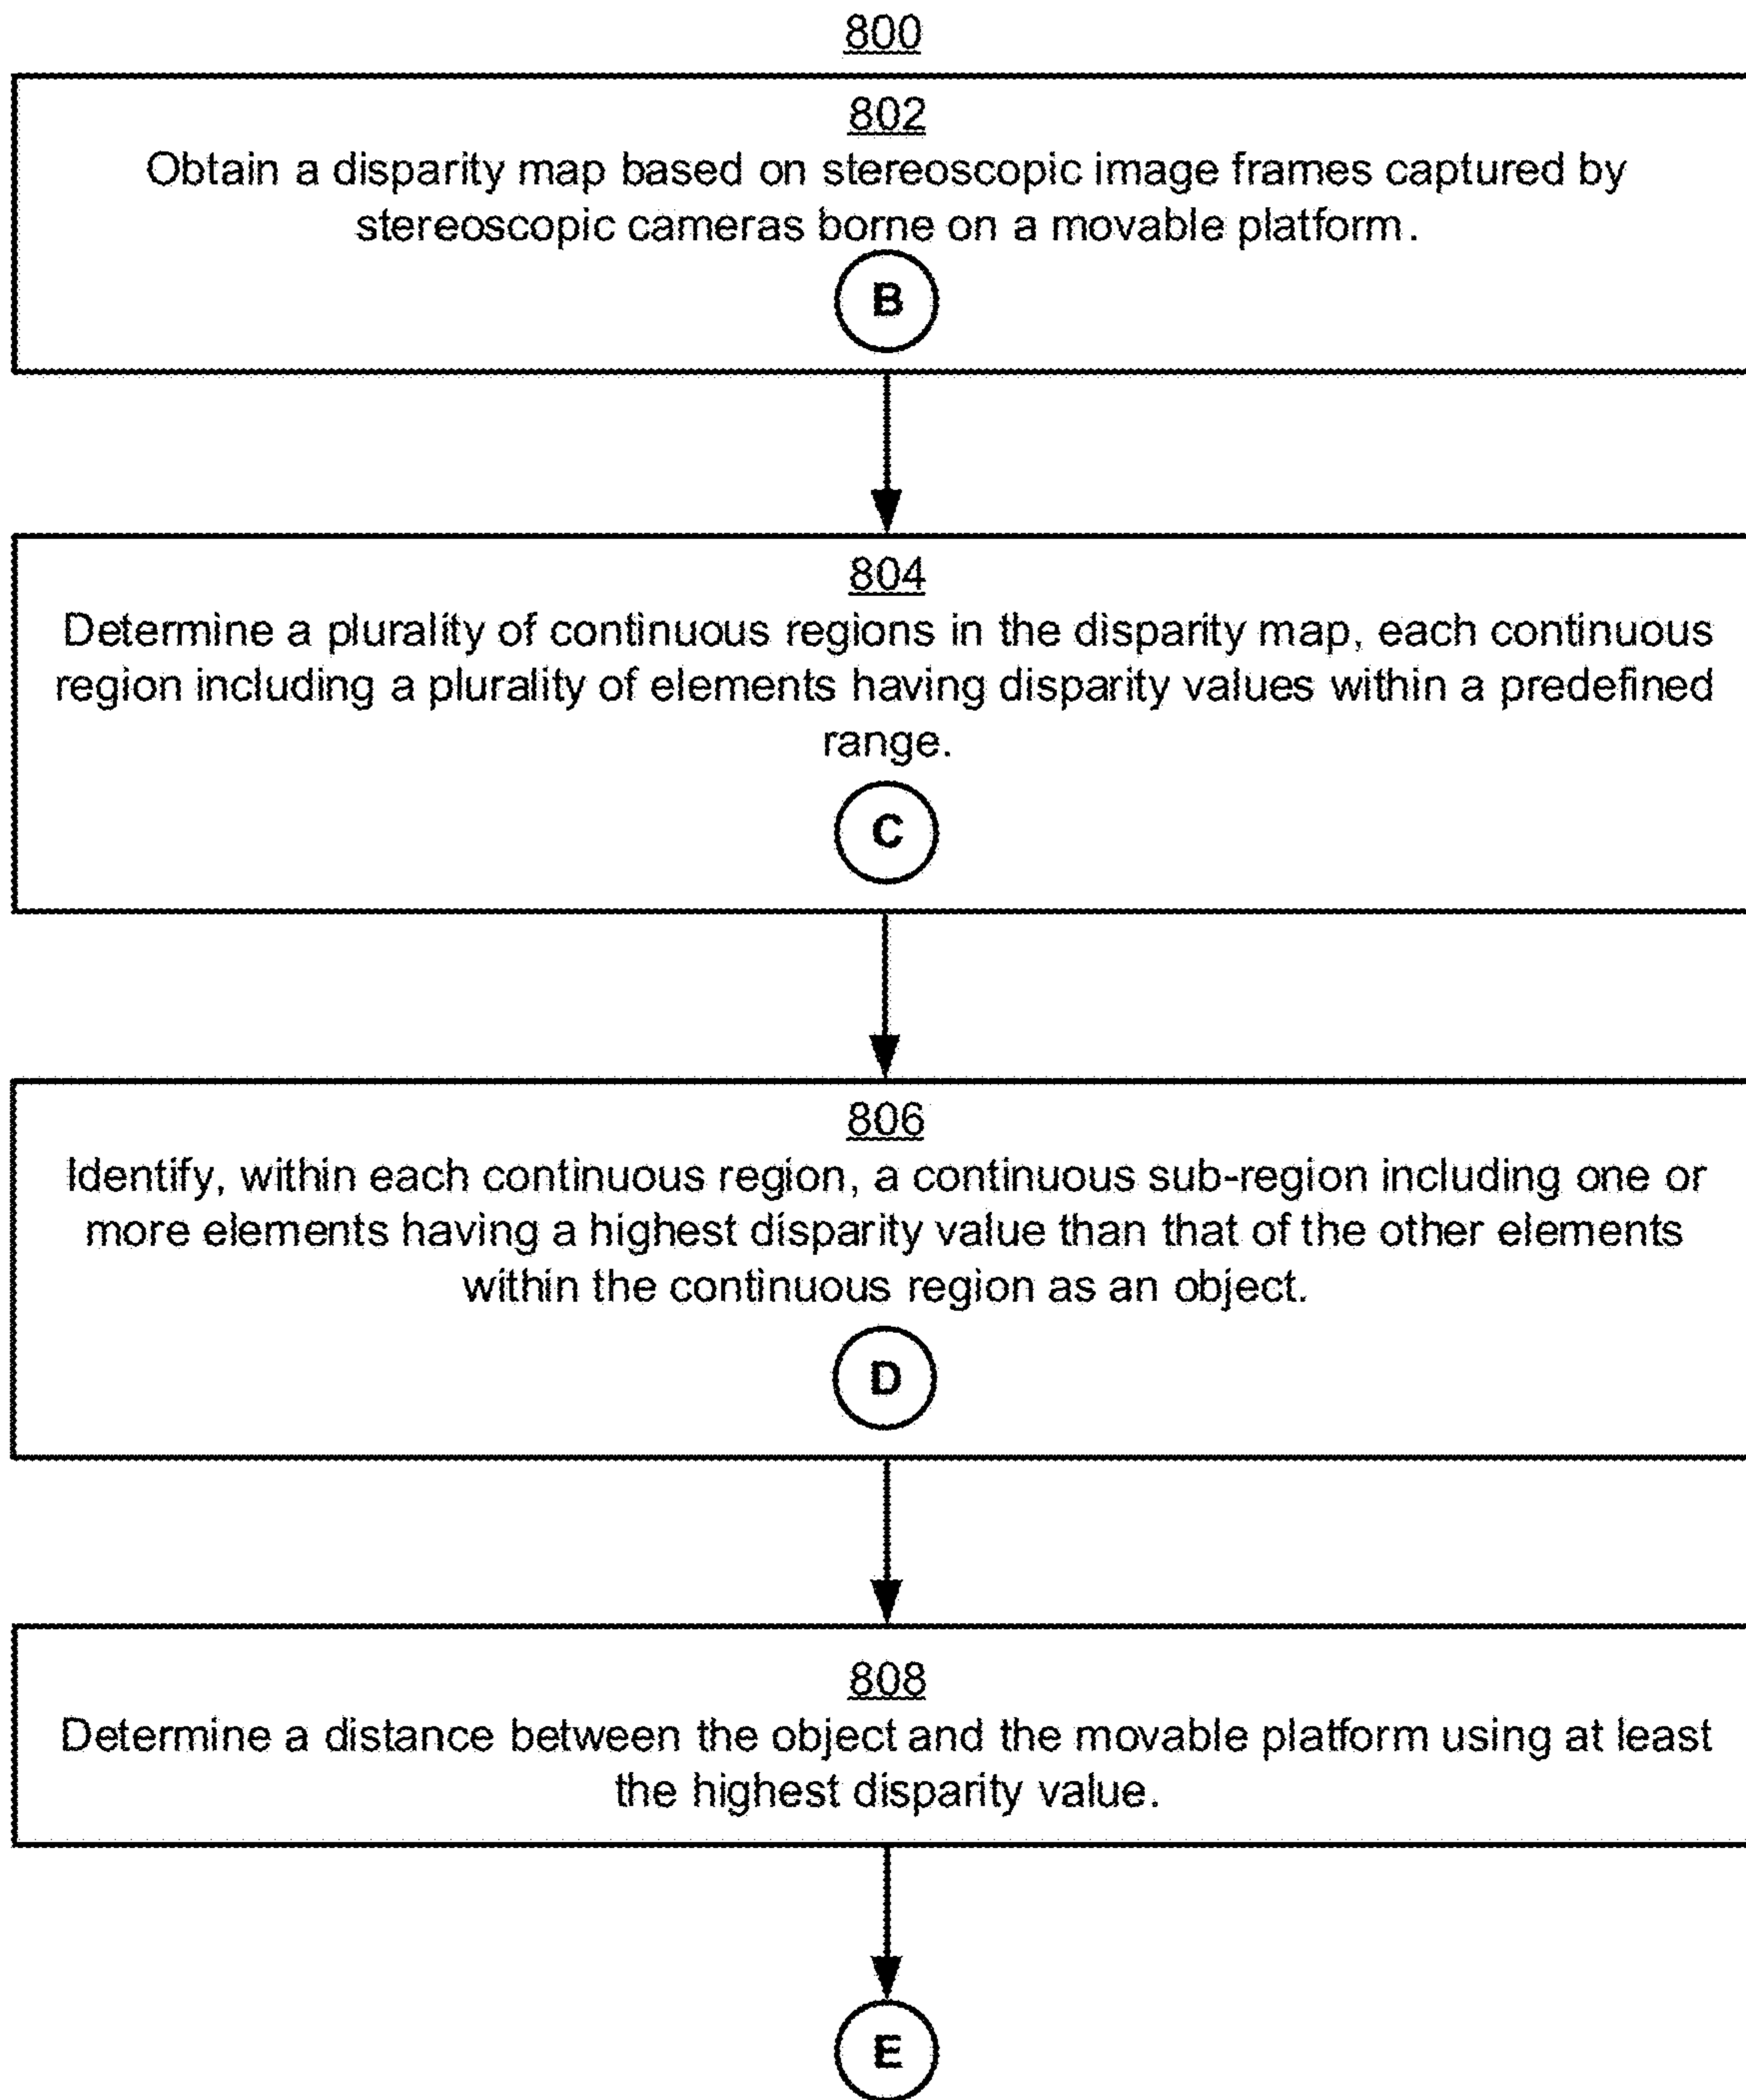 800
802
Obtain a disparity map based on stereoscopic image frames captured by
stereoscopic cameras borne on a movable platform.
B
804
Determine a plurality of continuous regions in the disparity map, each continuous
region including a plurality of elements having disparity values within a predefined
range.
C
806
Identify, within each continuous region, a continuous sub-region including one or
more elements having a highest disparity value than that of the other elements
within the continuous region as an object.
D
808
Determine a distance between the object and the movable platform using at least
the highest disparity value.
E